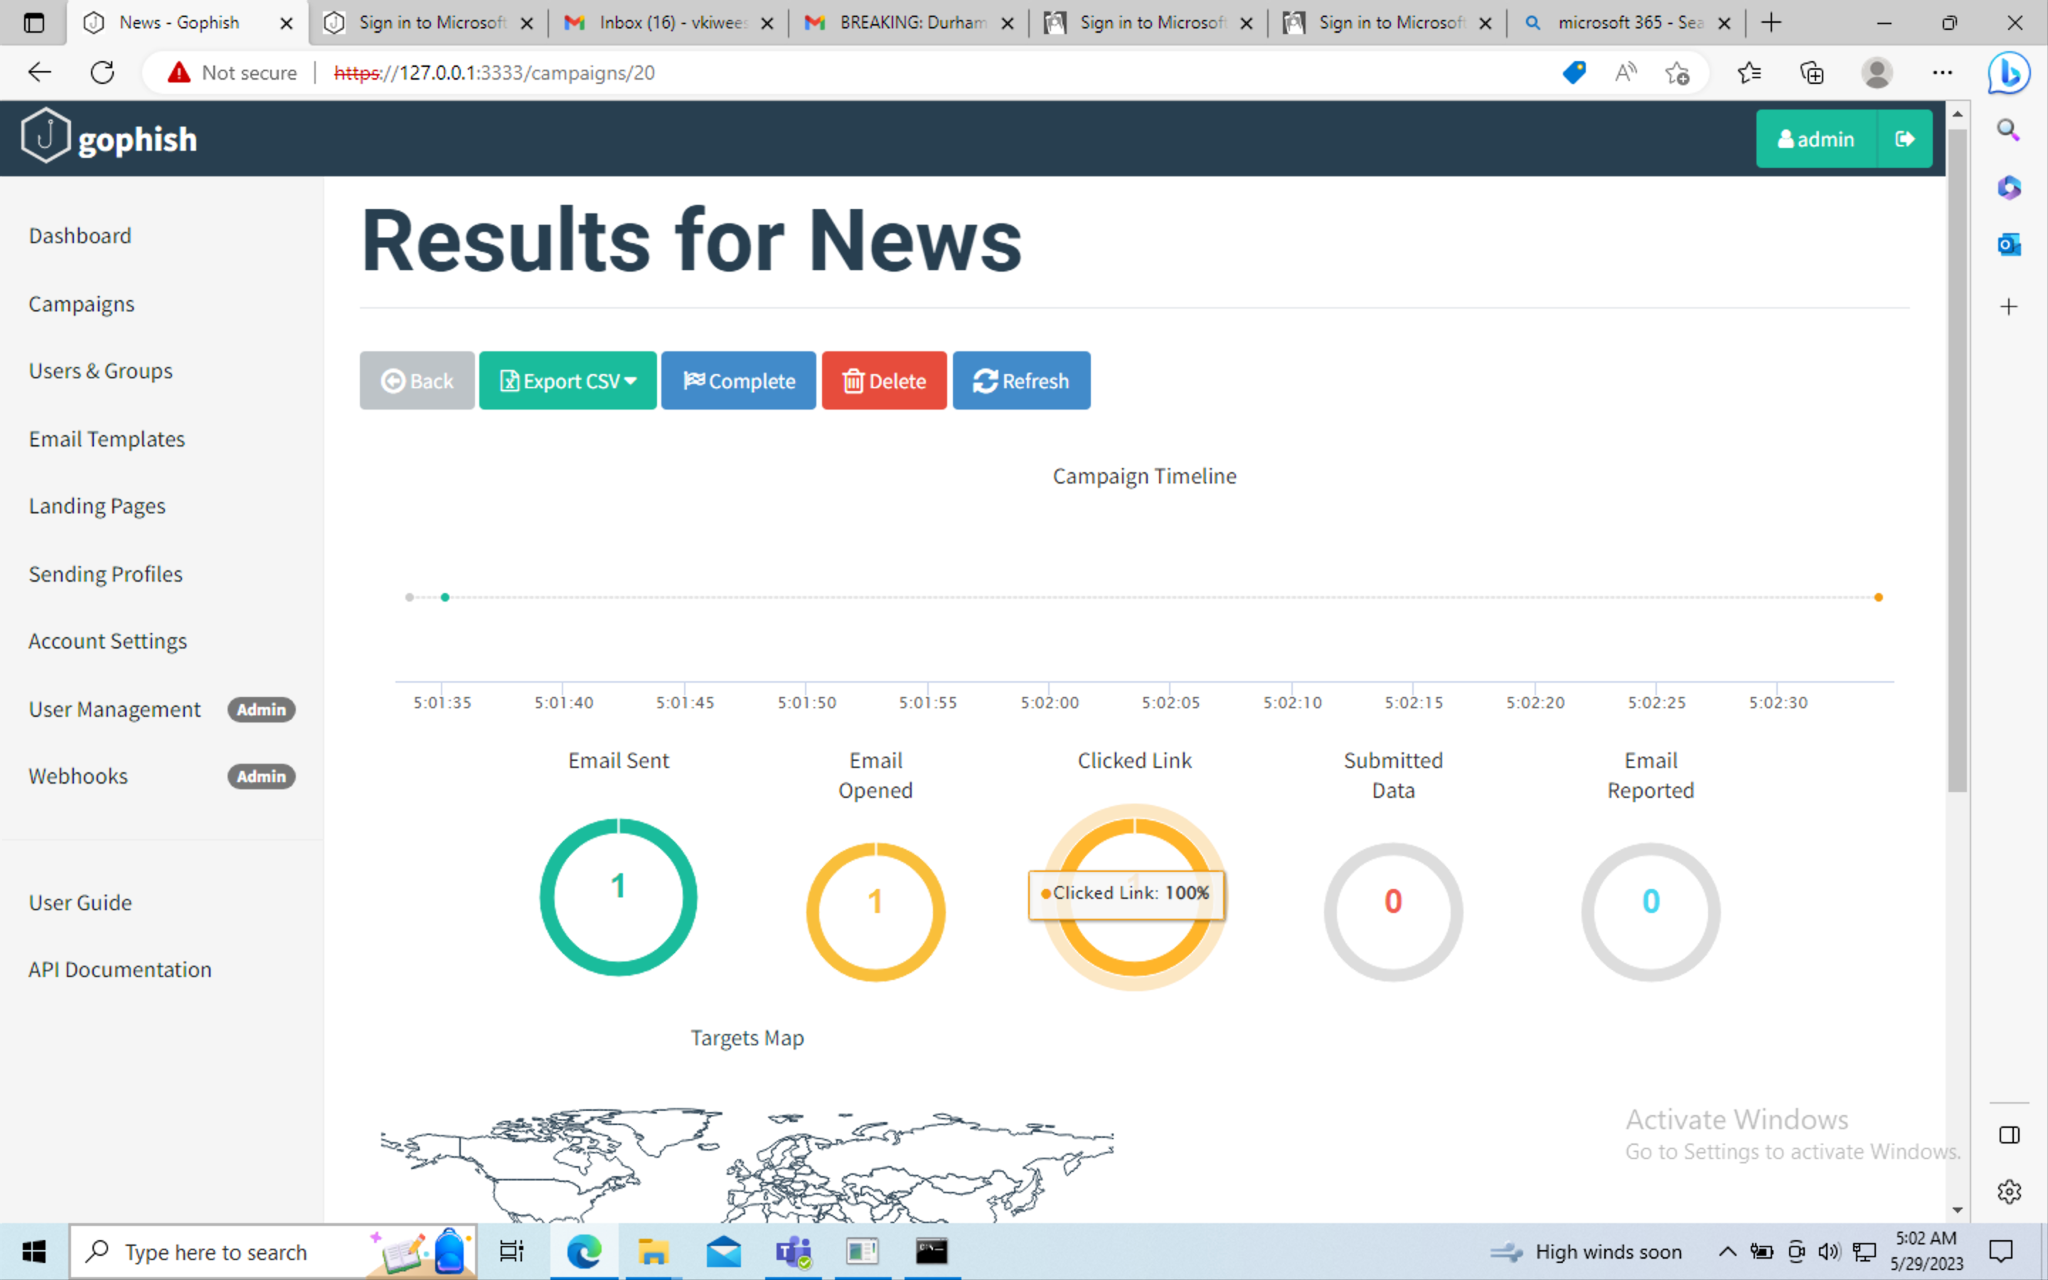 News - Gophish
Sign in to Microsoft
Inbox (16) - vkiwees
BREAKING: Durham
Sign in to Microsoft
Sign in to Microsoft
microsoft 365 - Sea
Not secure
https://127.0.0.1:3333/campaigns/20
gophish
admin
Dashboard
Campaigns
Users & Groups
Email Templates
Landing Pages
Sending Profiles
Account Settings
User Management Admin
Webhooks Admin
User Guide
API Documentation
Results for News
Back
Export CSV
Complete
Delete
Refresh
Campaign Timeline
5:01:35 5:01:40 5:01:45 5:01:50 5:01:55 5:02:00 5:02:05 5:02:10 5:02:15 5:02:20 5:02:25 5:02:30
Email Sent
1
Email
Opened
1
Clicked Link
Clicked Link: 100%
Submitted
Data
0
Email
Reported
0
Targets Map
Activate Windows
Go to Settings to activate Windows.
Type here to search
High winds soon
5:02 AM
5/29/2023